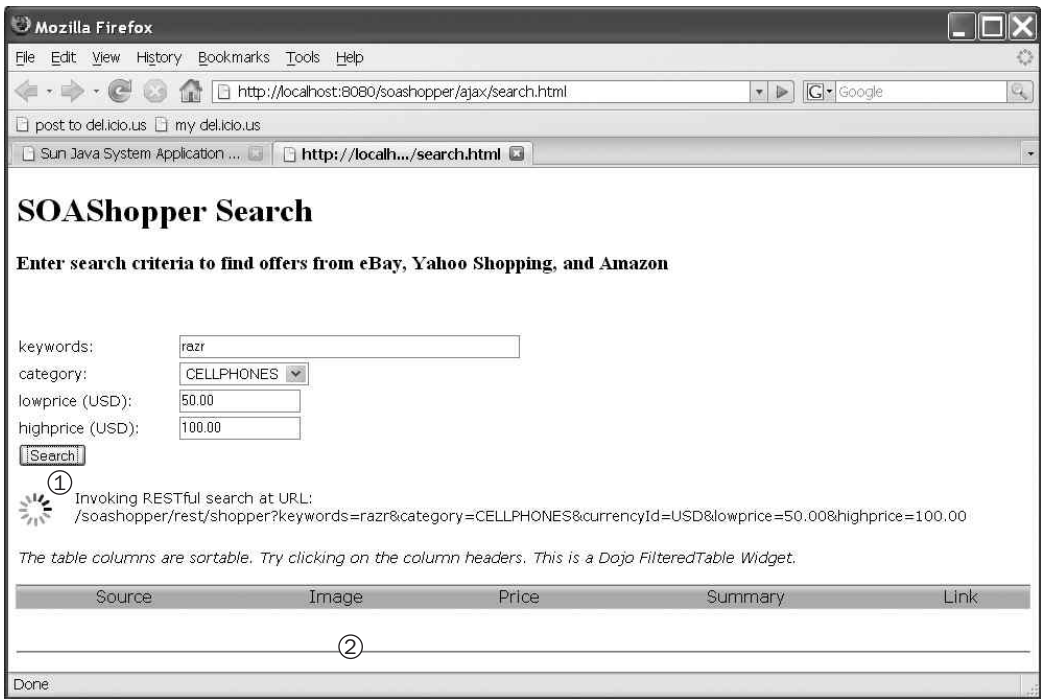 Mozilla Firefox
File Edit View History Bookmarks Tools Help
http://localhost:8080/soashopper/ajax/search.html G Google
post to del.icio.us my del.icio.us
Sun Java System Application ... http://localh.../search.html
SOAShopper Search
Enter search criteria to find offers from eBay, Yahoo Shopping, and Amazon
keywords: razr
category: CELLPHONES
lowprice (USD): 50.00
highprice (USD): 100.00
Search
①
Invoking RESTful search at URL:
/soashopper/rest/shopper?keywords=razr&category=CELLPHONES&currencyId=USD&lowprice=50.00&highprice=100.00
The table columns are sortable. Try clicking on the column headers. This is a Dojo FilteredTable Widget.
Source Image Price Summary Link
②
Done